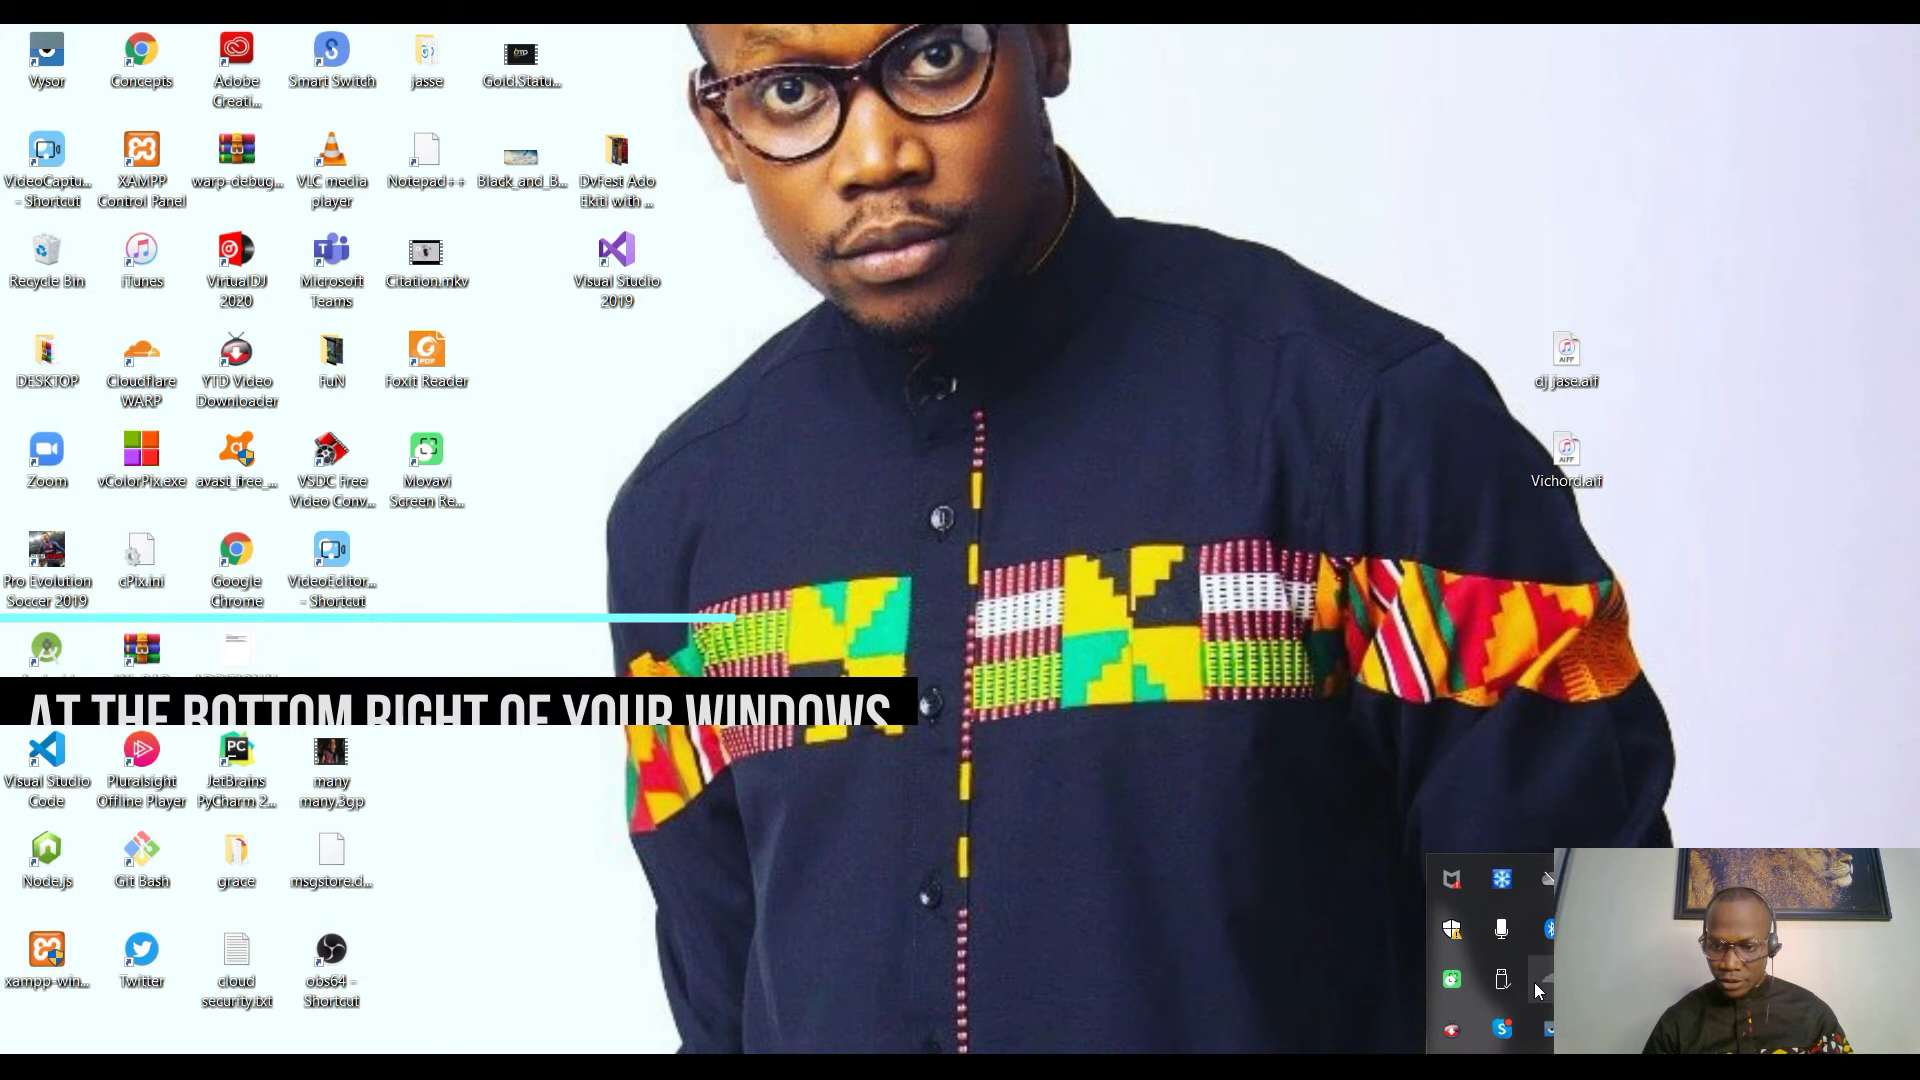 Vysor
Concepts
Adobe
Creati...
Smart Switch
jasse
Gold.Statu...
VideoCaptu...
- Shortcut
XAMPP
Control Panel
warp-debug...
VLC media
player
Notepad++
Black_and_B...
DvFest Ado
Ekiti with ...
Recycle Bin
iTunes
VirtualDJ
2020
Microsoft
Teams
Citation.mkv
Visual Studio
2019
DESKTOP
Cloudflare
WARP
YTD Video
Downloader
FuN
Foxit Reader
dj jase.aif
Zoom
vColorPix.exe
avast_free_...
VSDC Free
Video Conv...
Movavi
Screen Re...
Vichord.aif
Pro Evolution
Soccer 2019
cPix.ini
Google
Chrome
VideoEditor...
- Shortcut
AT THE BOTTOM RIGHT OF YOUR WINDOWS
Visual Studio
Code
Pluralsight
Offline Player
JetBrains
PyCharm 2...
many
many.3gp
Node.js
Git Bash
grace
msgstore.d...
xampp-win...
Twitter
cloud
security.txt
obs64 -
Shortcut